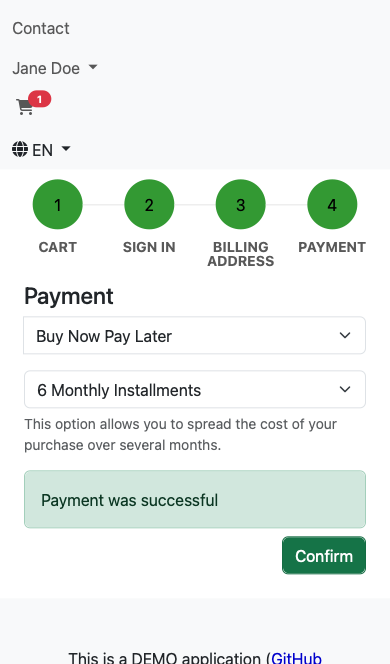 Contact
Jane Doe
1
EN
1 2 3 4
CART SIGN IN BILLING ADDRESS PAYMENT
Payment
Buy Now Pay Later
6 Monthly Installments
This option allows you to spread the cost of your
purchase over several months.
Payment was successful
Confirm
This is a DEMO application (GitHub